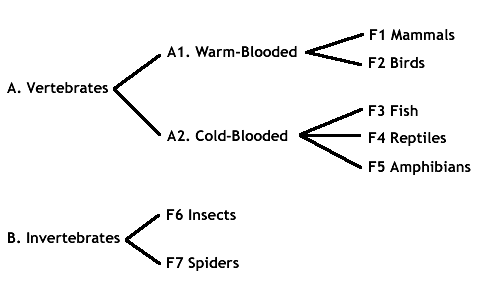 F1 Mammals
A1. Warm-Blooded
F2 Birds
A. Vertebrates
F3 Fish
A2. Cold-Blooded
F4 Reptiles
F5 Amphibians
F6 Insects
B. Invertebrates
F7 Spiders